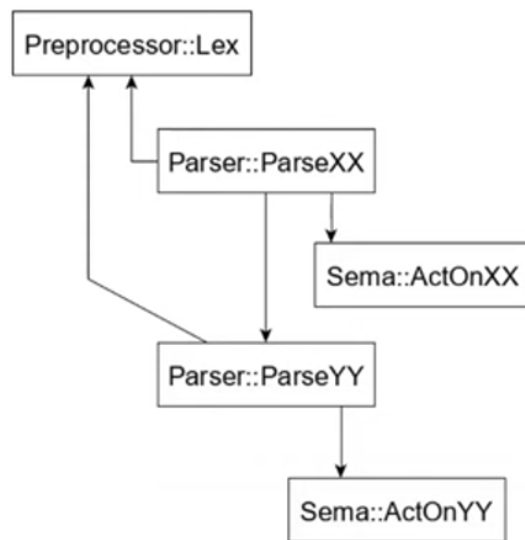 Preprocessor::Lex
Parser::ParseXX
Sema::ActOnXX
Parser::ParseYY
Sema::ActOnYY